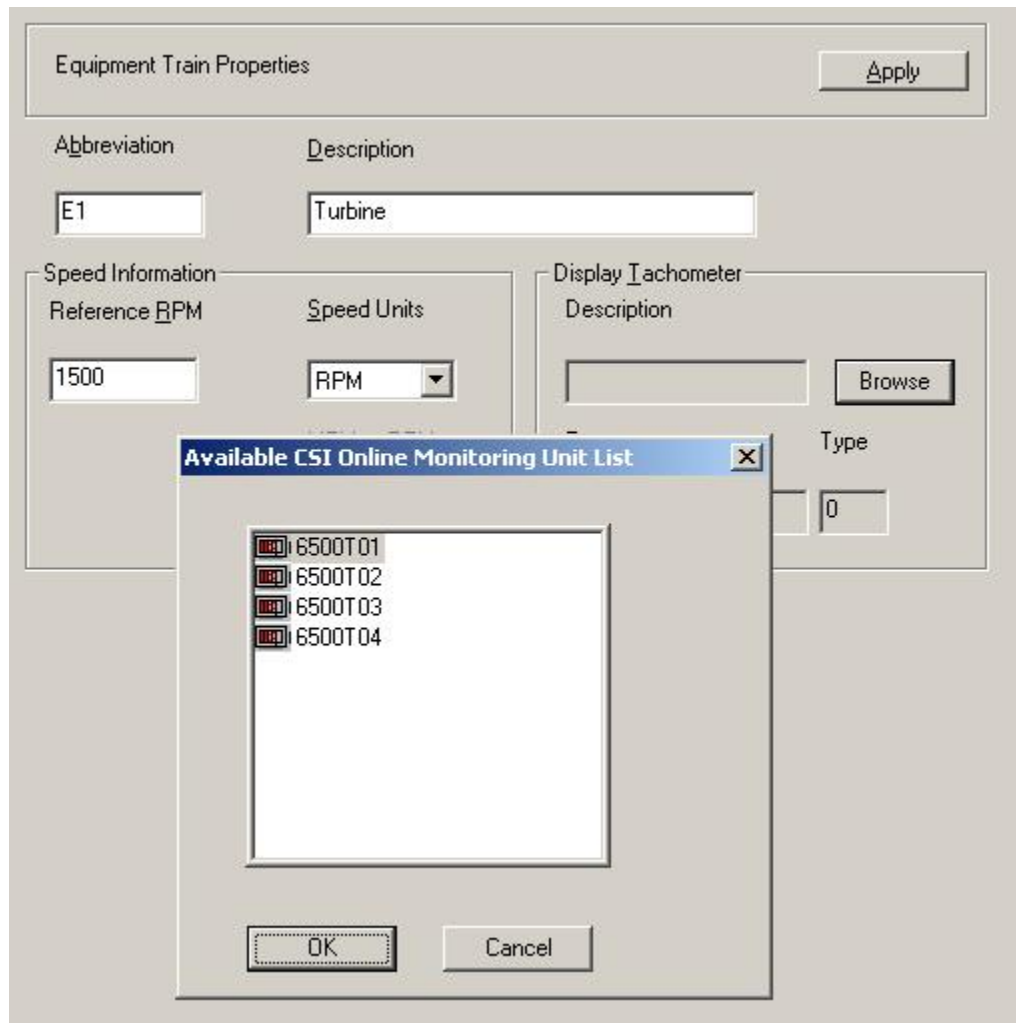 Equipment Train Properties
Apply
Abbreviation
Description
E1
Turbine
Speed Information
Display Tachometer
Reference RPM
Speed Units
Description
1500
RPM
Browse
Type
0
Available CSI Online Monitoring Unit List
6500T01
6500T02
6500T03
6500T04
OK
Cancel